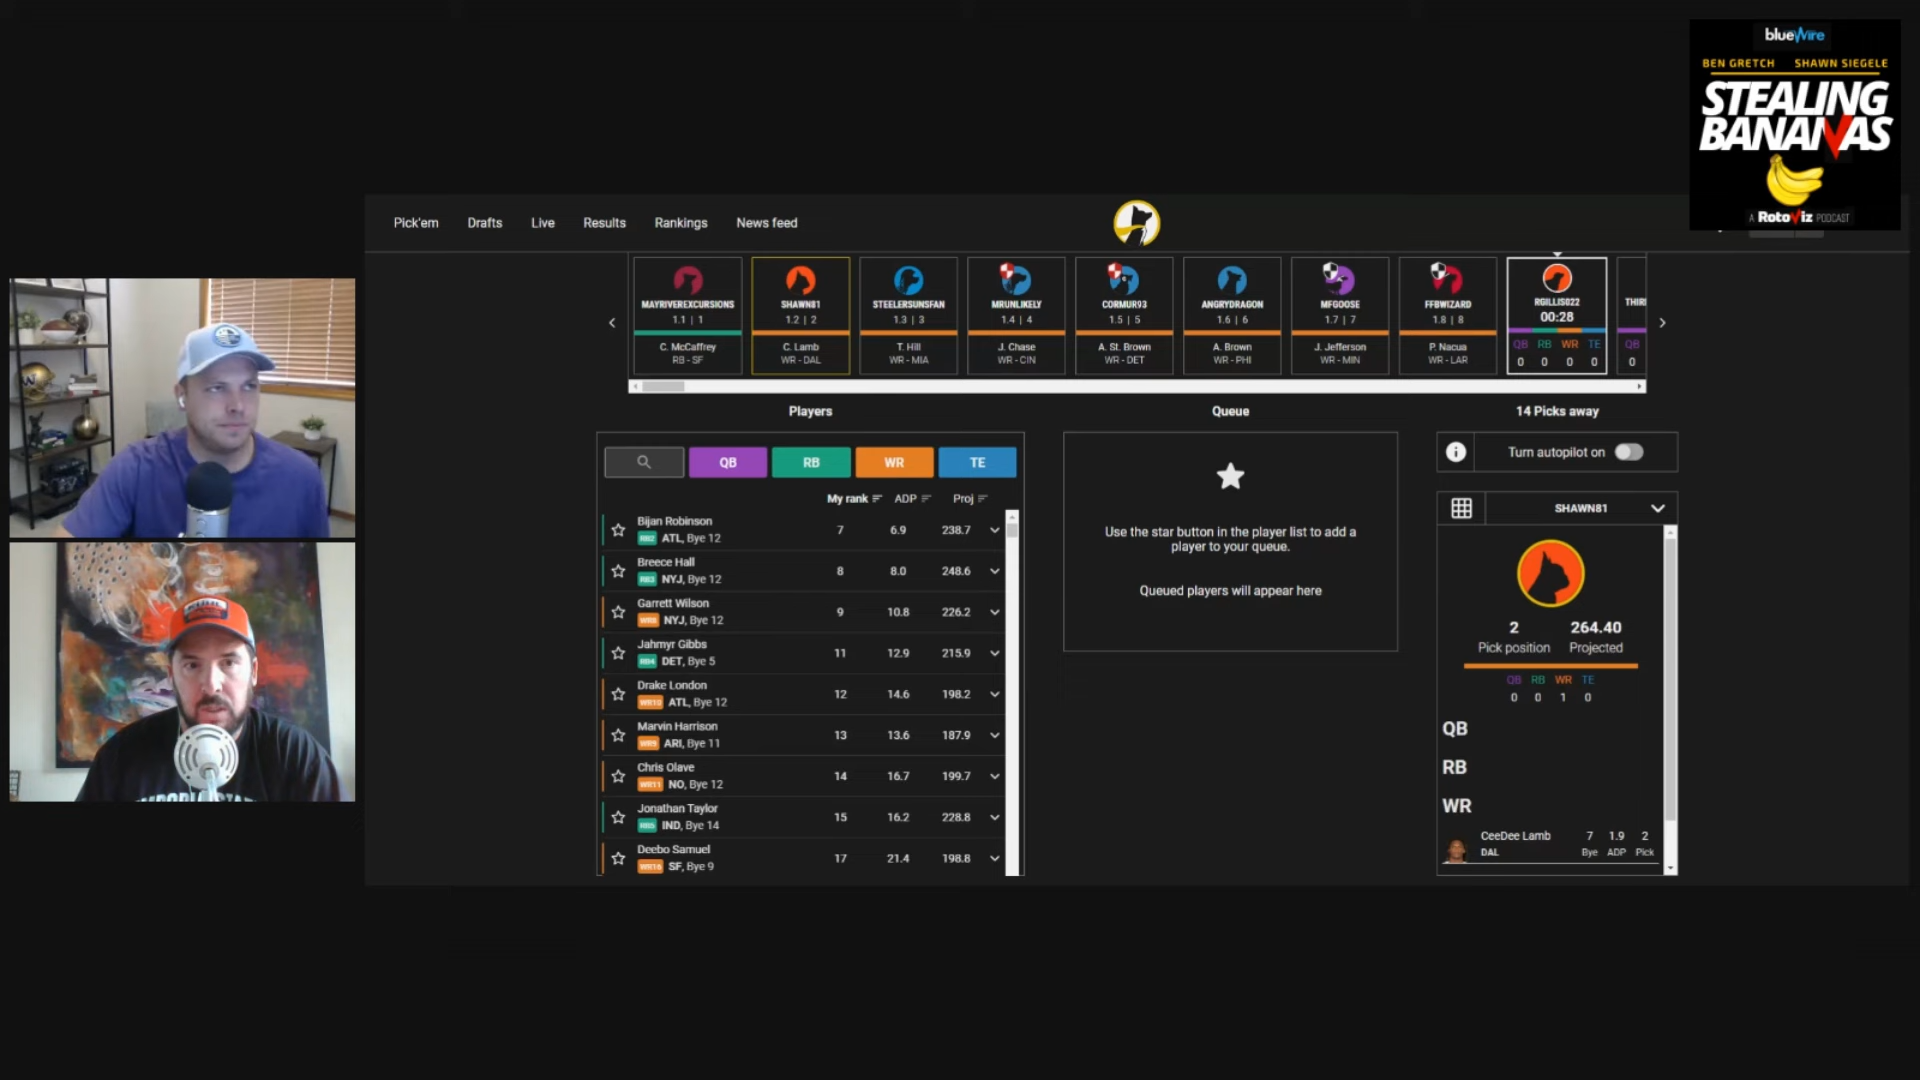 blueWire
BEN GRETCH SHAWN SIEGELE
STEALING
BANANAS
A RotoViz PODCAST
Pick'em Drafts Live Results Rankings News feed
MAYRIVEREXCURSIONS
1.1 | 1
C. McCaffrey
RB - SF
SHAWN81
1.2 | 2
C. Lamb
WR - DAL
STEELERSUNSFAN
1.3 | 3
T. Hill
WR - MIA
MRUNLIKELY
1.4 | 4
J. Chase
WR - CIN
CORMUR93
1.5 | 5
A. St. Brown
WR - DET
ANGRYDRAGON
1.6 | 6
A. Brown
WR - PHI
MFGOOSE
1.7 | 7
J. Jefferson
WR - MIN
FFBWIZARD
1.8 | 8
P. Nacua
WR - LAR
RGILLIS022
00:28
QB RB WR TE
0 0 0 0
THIRI
QB
0
Players
QB RB WR TE
My rank ADP Proj
Bijan Robinson
RB2 ATL, Bye 12 7 6.9 238.7
Breece Hall
RB3 NYJ, Bye 12 8 8.0 248.6
Garrett Wilson
WR8 NYJ, Bye 12 9 10.8 226.2
Jahmyr Gibbs
RB4 DET, Bye 5 11 12.9 215.9
Drake London
WR10 ATL, Bye 12 12 14.6 198.2
Marvin Harrison
WR9 ARI, Bye 11 13 13.6 187.9
Chris Olave
WR11 NO, Bye 12 14 16.7 199.7
Jonathan Taylor
RB5 IND, Bye 14 15 16.2 228.8
Deebo Samuel
WR16 SF, Bye 9 17 21.4 198.8
Queue
Use the star button in the player list to add a
player to your queue.
Queued players will appear here
14 Picks away
Turn autopilot on
SHAWN81
2 264.40
Pick position Projected
QB RB WR TE
0 0 1 0
QB
RB
WR
CeeDee Lamb 7 1.9 2
DAL Bye ADP Pick